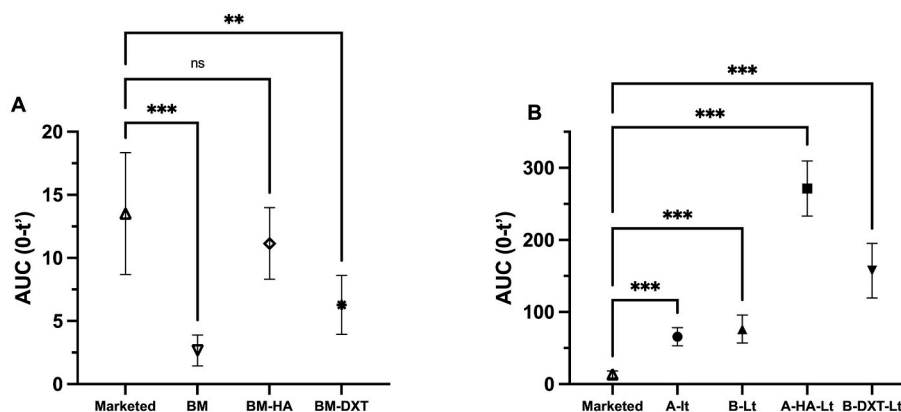 A
**
ns
***
AUC (0-t')
20
15
10
5
0
Marketed BM BM-HA BM-DXT
B
***
***
***
***
AUC (0-t')
300
200
100
0
Marketed A-lt B-Lt A-HA-Lt B-DXT-Lt